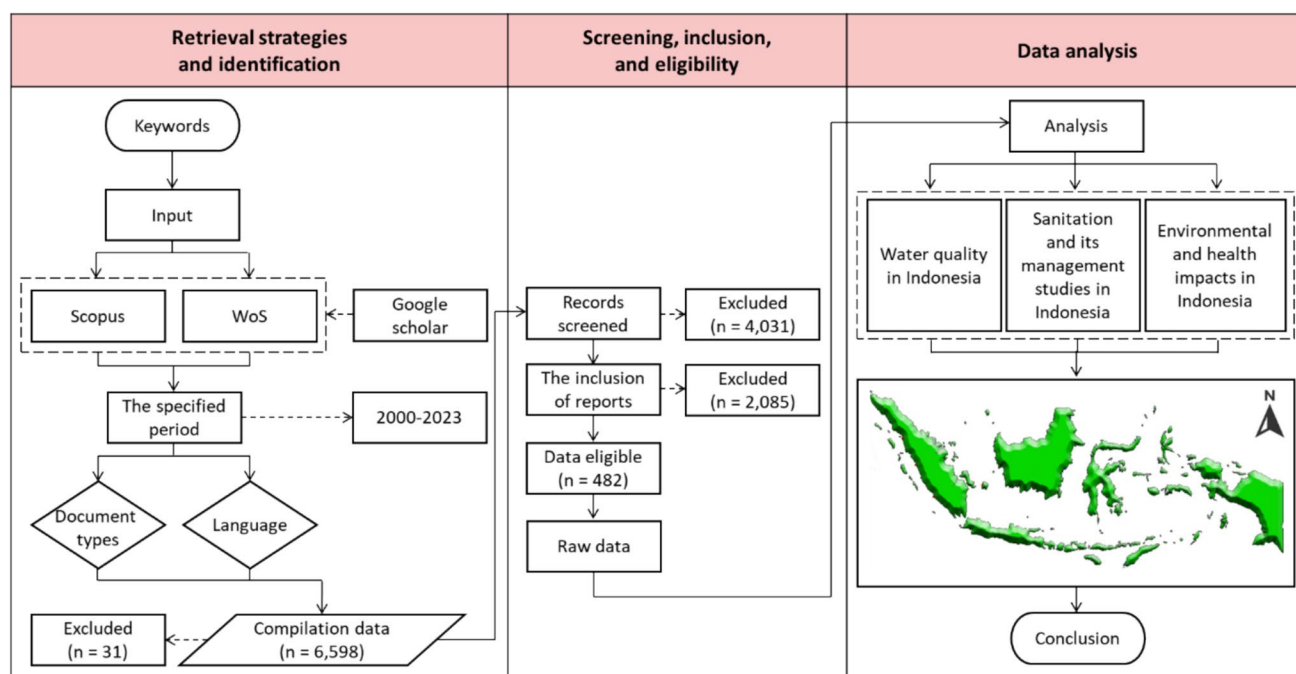 Retrieval strategies
and identification
Screening, inclusion,
and eligibility
Data analysis
Keywords
Input
Scopus
WoS
Google
scholar
The specified
period
2000-2023
Document
types
Language
Excluded
(n = 31)
Compilation data
(n = 6,598)
Records
screened
Excluded
(n = 4,031)
The inclusion
of reports
Excluded
(n = 2,085)
Data eligible
(n = 482)
Raw data
Analysis
Water quality
in Indonesia
Sanitation
and its
management
studies in
Indonesia
Environmental
and health
impacts in
Indonesia
N
Conclusion